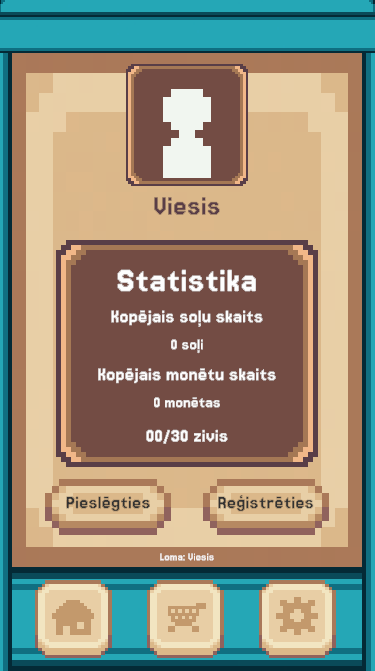 Viesis
Statistika
Kopējais soļu skaits
0 soļi
Kopējais monētu skaits
0 monētas
00/30 zivis
Pieslēgties
Reģistrēties
Loma: Viesis